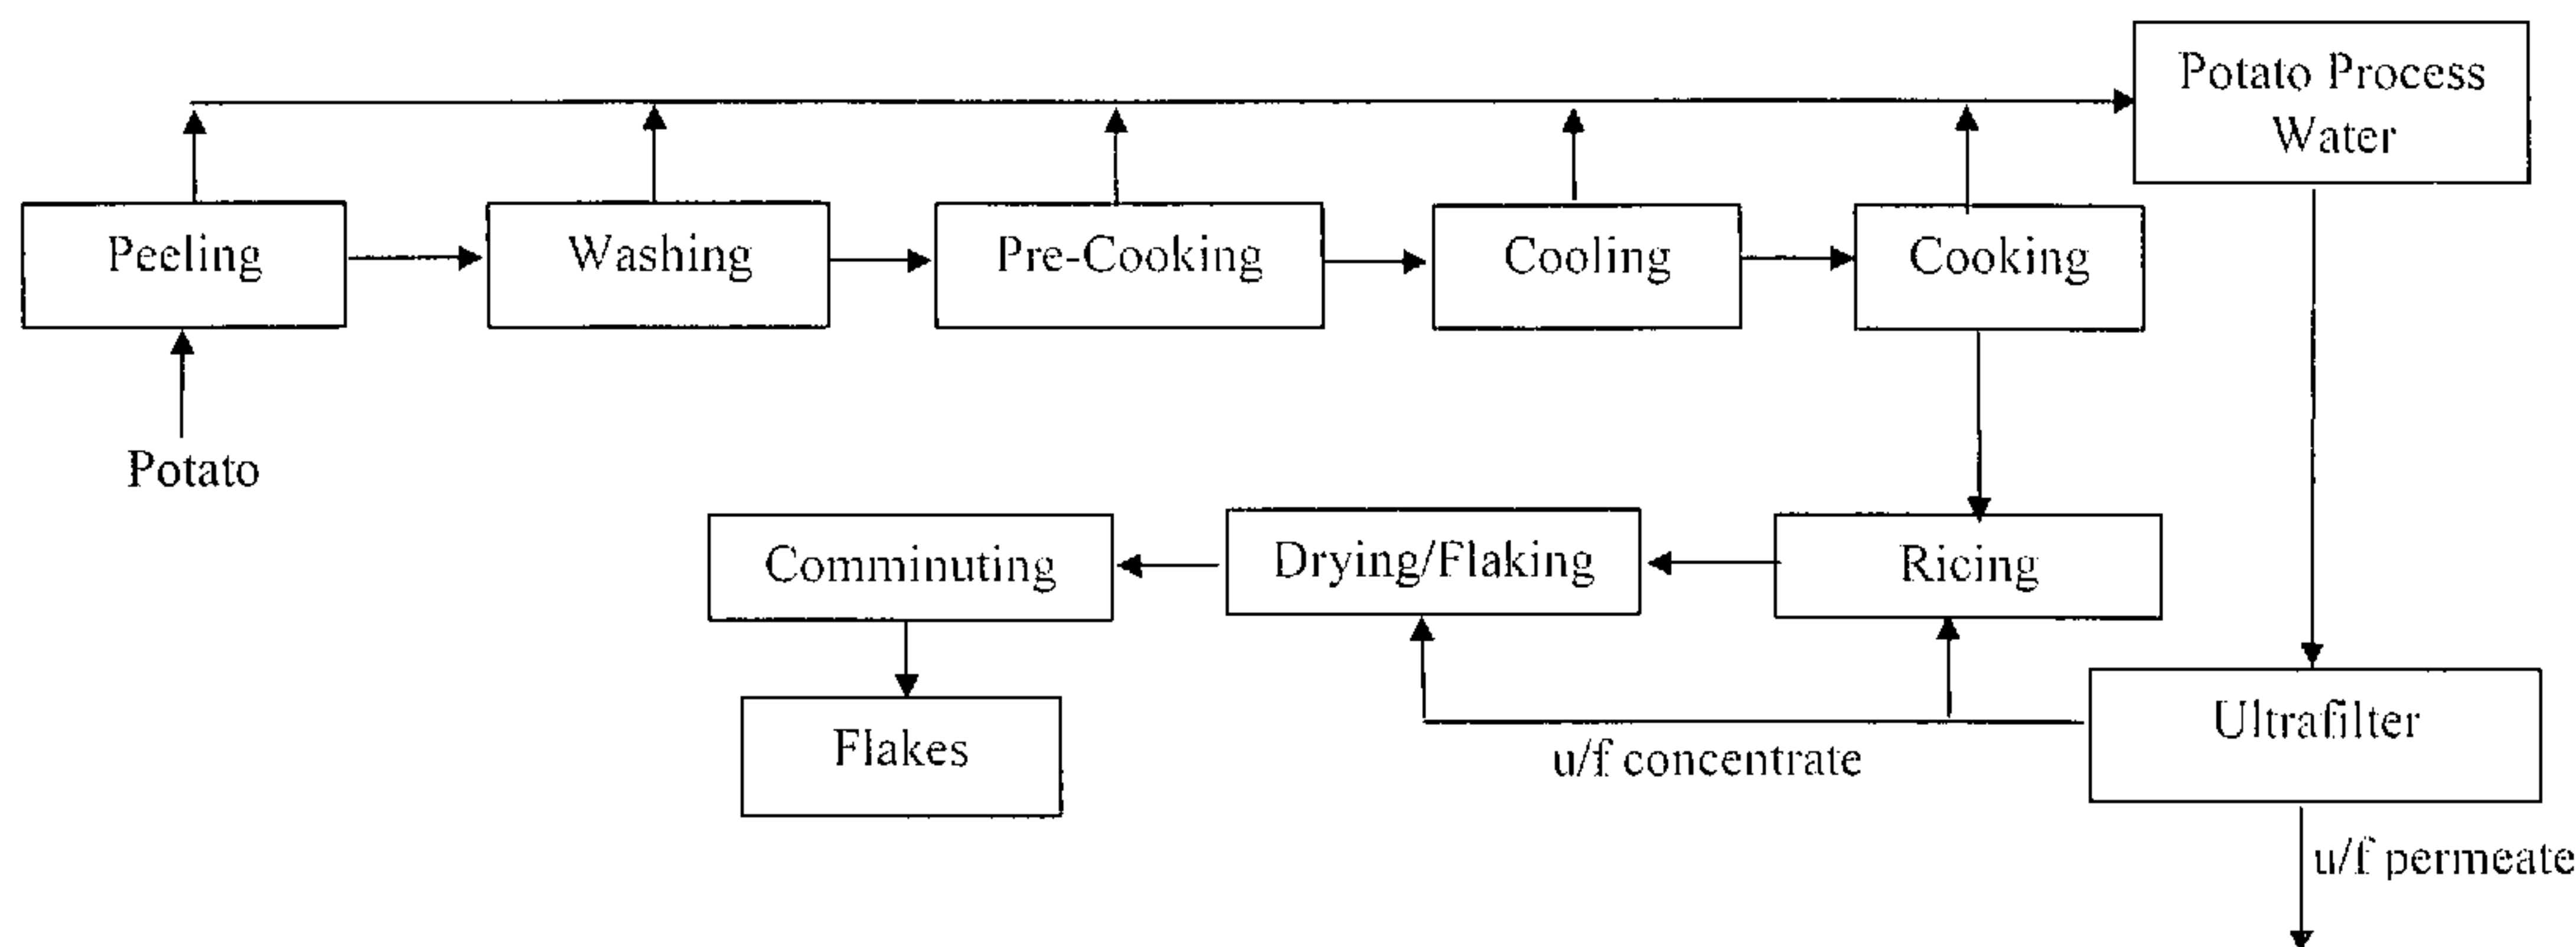 Potato Process
Water
Peeling
Washing
Pre-Cooking
Cooling
Cooking
Potato
Comminuting
Drying/Flaking
Ricing
Flakes
u/f concentrate
Ultrafilter
u/f permeate